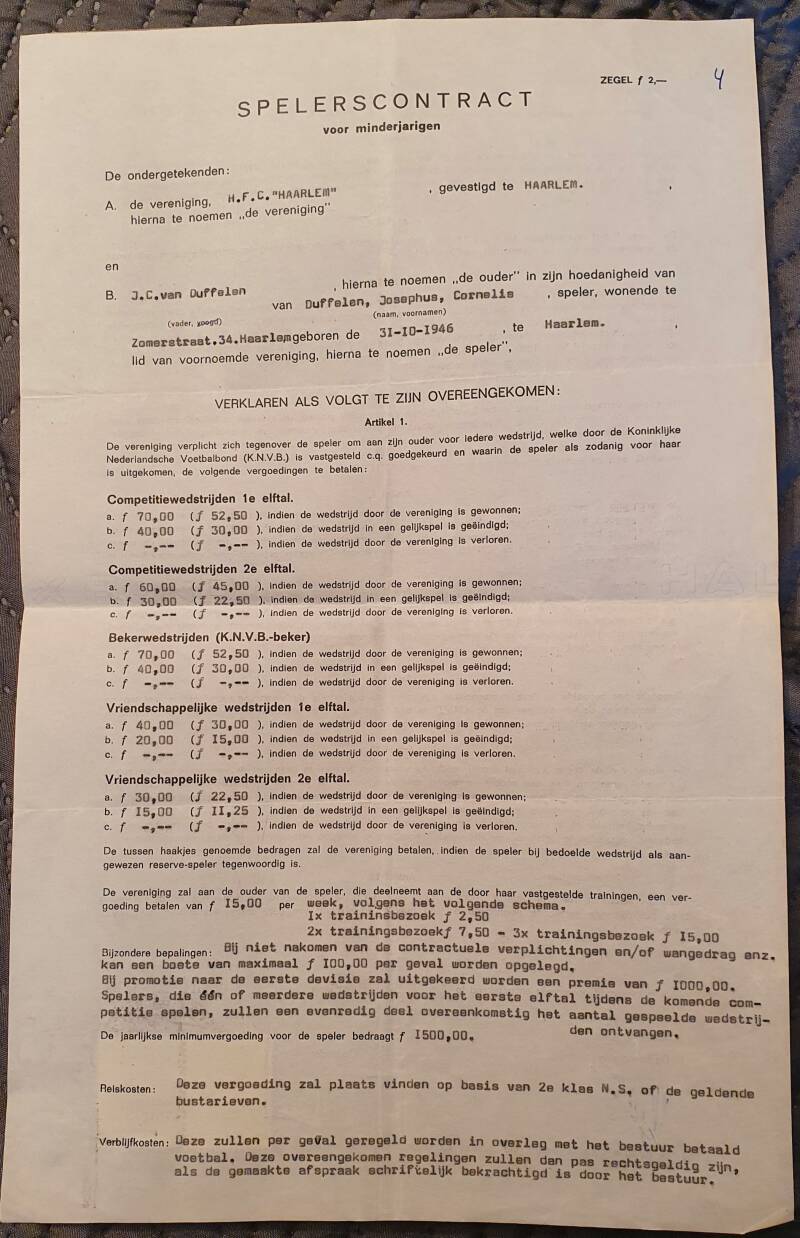 ZEGEL ƒ 2,— 4
SPELERSCONTRACT
voor minderjarigen
De ondergetekenden:
A. de vereniging, H.F.C."HAARLEM" , gevestigd te HAARLEM. ,
hierna te noemen „de vereniging”
en
B. J.C.van Duffelen , hierna te noemen „de ouder” in zijn hoedanigheid van
van Duffelen, Josephus, Cornelis , speler, wonende te
(vader, voogd) (naam, voornamen)
Zomerstraat.34.Haarlem geboren de 31-10-1946 , te Haarlem. ,
lid van voornoemde vereniging, hierna te noemen „de speler”,
VERKLAREN ALS VOLGT TE ZIJN OVEREENGEKOMEN:
Artikel 1.
De vereniging verplicht zich tegenover de speler om aan zijn ouder voor iedere wedstrijd, welke door de Koninklijke
Nederlandsche Voetbalbond (K.N.V.B.) is vastgesteld c.q. goedgekeurd en waarin de speler als zodanig voor haar
is uitgekomen, de volgende vergoedingen te betalen:
Competitiewedstrijden 1e elftal.
a. ƒ 70,00 (ƒ 52,50 ), indien de wedstrijd door de vereniging is gewonnen;
b. ƒ 40,00 (ƒ 30,00 ), indien de wedstrijd in een gelijkspel is geëindigd;
c. ƒ -,-- (ƒ -,-- ), indien de wedstrijd door de vereniging is verloren.
Competitiewedstrijden 2e elftal.
a. ƒ 60,00 (ƒ 45,00 ), indien de wedstrijd door de vereniging is gewonnen;
b. ƒ 30,00 (ƒ 22,50 ), indien de wedstrijd in een gelijkspel is geëindigd;
c. ƒ -,-- (ƒ -,-- ), indien de wedstrijd door de vereniging is verloren.
Bekerwedstrijden (K.N.V.B.-beker)
a. ƒ 70,00 (ƒ 52,50 ), indien de wedstrijd door de vereniging is gewonnen;
b. ƒ 40,00 (ƒ 30,00 ), indien de wedstrijd in een gelijkspel is geëindigd;
c. ƒ -,-- (ƒ -,-- ), indien de wedstrijd door de vereniging is verloren.
Vriendschappelijke wedstrijden 1e elftal.
a. ƒ 40,00 (ƒ 30,00 ), indien de wedstrijd door de vereniging is gewonnen;
b. ƒ 20,00 (ƒ I5,00 ), indien de wedstrijd in een gelijkspel is geëindigd;
c. ƒ -,-- (ƒ -,-- ), indien de wedstrijd door de vereniging is verloren.
Vriendschappelijke wedstrijden 2e elftal.
a. ƒ 30,00 (ƒ 22,50 ), indien de wedstrijd door de vereniging is gewonnen;
b. ƒ I5,00 (ƒ II,25 ), indien de wedstrijd in een gelijkspel is geëindigd;
c. ƒ -,-- (ƒ -,-- ), indien de wedstrijd door de vereniging is verloren.
De tussen haakjes genoemde bedragen zal de vereniging betalen, indien de speler bij bedoelde wedstrijd als aan-
gewezen reserve-speler tegenwoordig is.
De vereniging zal aan de ouder van de speler, die deelneemt aan de door haar vastgestelde trainingen, een ver-
goeding betalen van ƒ I5,00 per week, volgens het volgende schema.
Ix traininsbezoek ƒ 2,50
2x trainingsbezoekƒ 7,50 - 3x trainingsbezoek ƒ I5,00
Bijzondere bepalingen: Bij niet nakomen van de contractuele verplichtingen en/of wangedrag enz.
kan een boete van maximaal ƒ I00,00 per geval worden opgelegd.
Bij promotie naar de eerste devisie zal uitgekeerd worden een premie van ƒ I000,00.
Spelers, die één of meerdere wedstrijden voor het eerste elftal tijdens de komende com-
petitie spelen, zullen een evenredig deel overeenkomstig het aantal gespeelde wedstrij-
De jaarlijkse minimumvergoeding voor de speler bedraagt ƒ I500,00. den ontvangen.
Reiskosten: Deze vergoeding zal plaats vinden op basis van 2e klas N.S. of de geldende
bustarieven.
Verblijfkosten: Deze zullen per geval geregeld worden in overleg met het bestuur betaald
voetbal. Deze overeengekomen regelingen zullen dan pas rechtsgeldig zijn,
als de gemaakte afspraak schriftelijk bekrachtigd is door het bestuur.